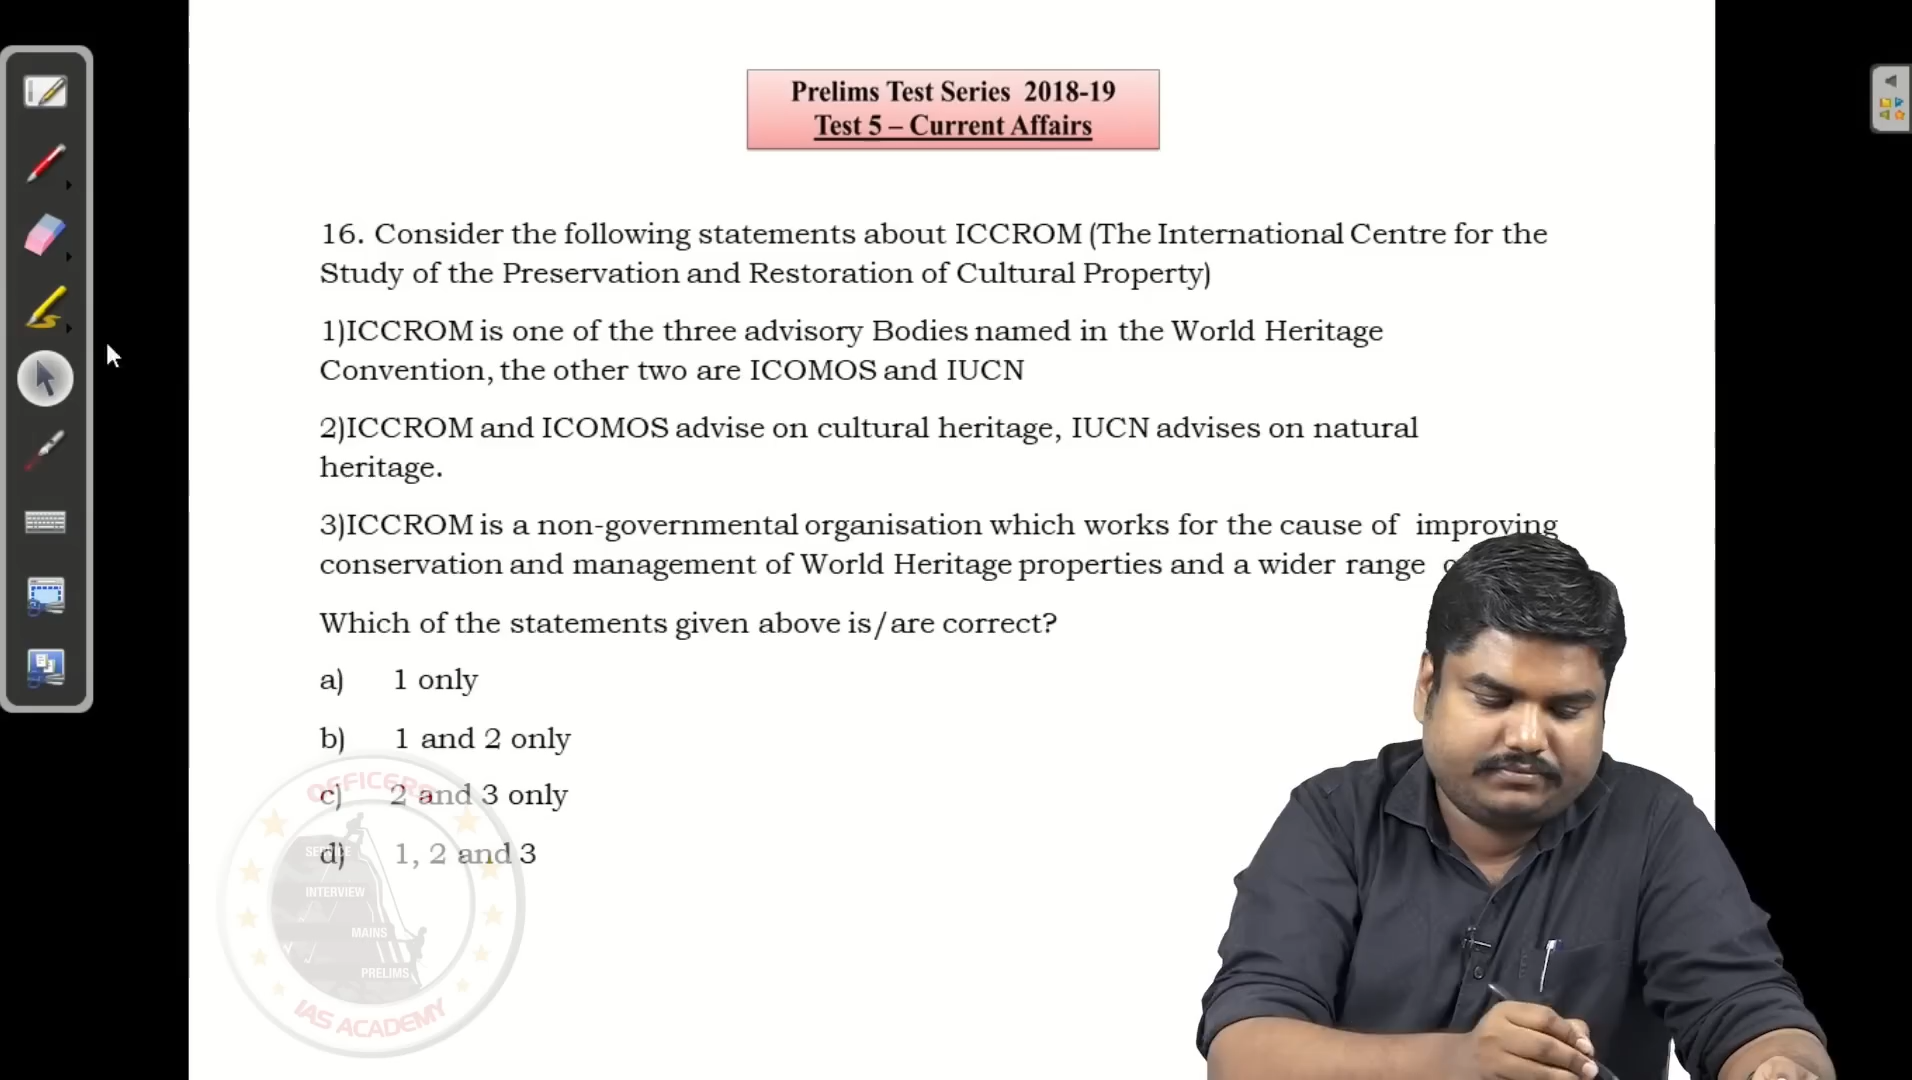 Prelims Test Series 2018-19
Test 5 – Current Affairs
16. Consider the following statements about ICCROM (The International Centre for the
Study of the Preservation and Restoration of Cultural Property)
1)ICCROM is one of the three advisory Bodies named in the World Heritage
Convention, the other two are ICOMOS and IUCN
2)ICCROM and ICOMOS advise on cultural heritage, IUCN advises on natural
heritage.
3)ICCROM is a non-governmental organisation which works for the cause of improving
conservation and management of World Heritage properties and a wider range
Which of the statements given above is/are correct?
a) 1 only
b) 1 and 2 only
c) 2 and 3 only
d) 1, 2 and 3
OFFICERS
SERVICE
INTERVIEW
MAINS
PRELIMS
IAS ACADEMY